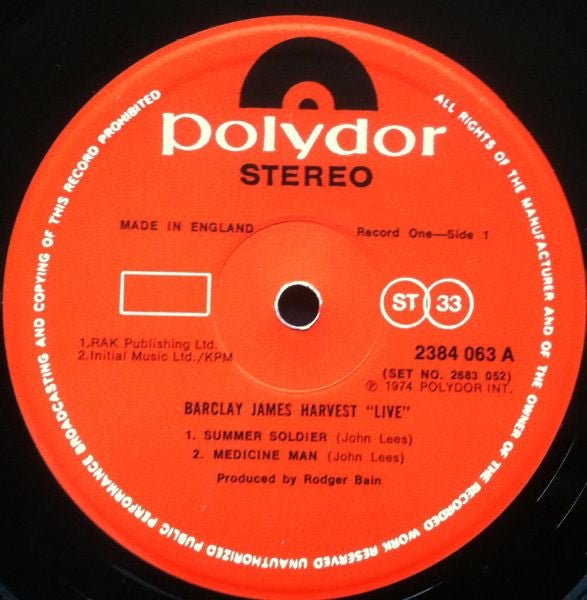 polydor
STEREO
MADE IN ENGLAND
Record One—Side 1
ST 33
1.RAK Publishing Ltd.
2.Initial Music Ltd./KPM
2384 063 A
(SET NO. 2683 052)
℗ 1974 POLYDOR INT.
BARCLAY JAMES HARVEST "LIVE"
1. SUMMER SOLDIER (John Lees)
2. MEDICINE MAN (John Lees)
Produced by Rodger Bain
ALL RIGHTS OF THE MANUFACTURER AND OF THE OWNER OF THE RECORDED WORK RESERVED UNAUTHORIZED PUBLIC PERFORMANCE BROADCASTING AND COPYING OF THIS RECORD PROHIBITED